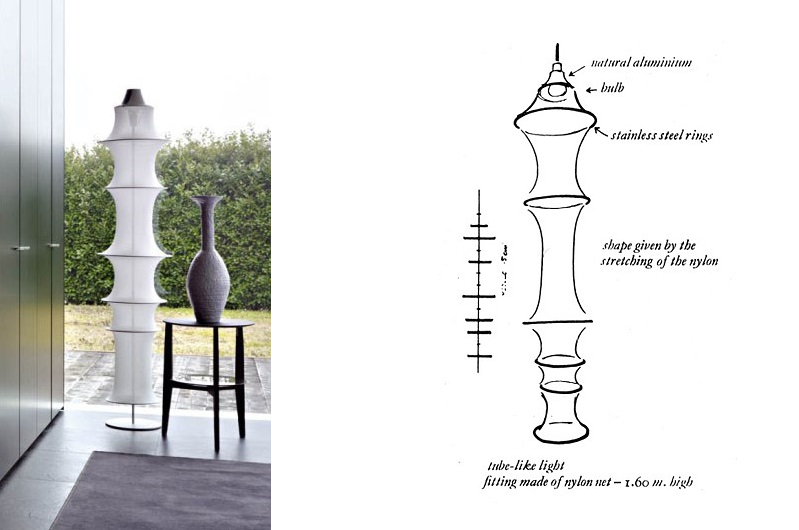 natural aluminium
bulb
stainless steel rings
shape given by the
stretching of the nylon
tube-like light
fitting made of nylon net – 1.60 m. high